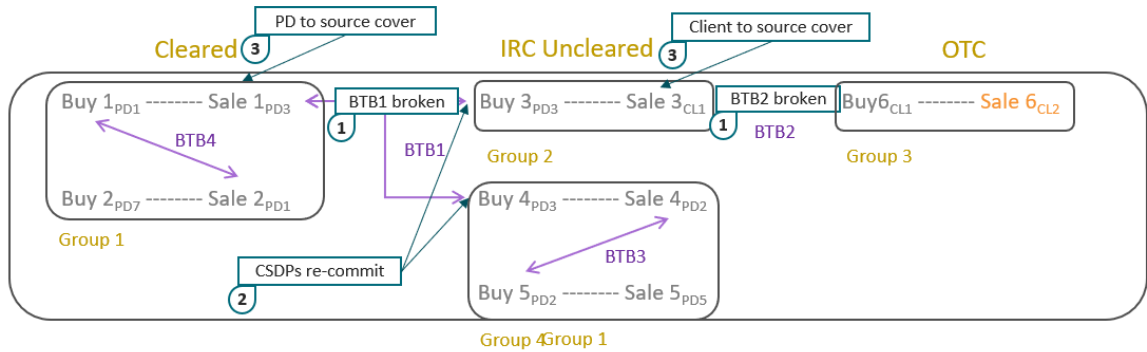 PD to source cover
Client to source cover
Cleared
3
IRC Uncleared
3
OTC
Buy 1PD1 -------- Sale 1PD3
BTB1 broken
1
Buy 3PD3 -------- Sale 3CL1
BTB2 broken
1
Buy6CL1 -------- Sale 6CL2
BTB4
BTB1
BTB2
Group 2
Group 3
Buy 2PD7 -------- Sale 2PD1
Buy 4PD3 -------- Sale 4PD2
Group 1
BTB3
CSDPs re-commit
2
Buy 5PD2 -------- Sale 5PD5
Group 4Group 1